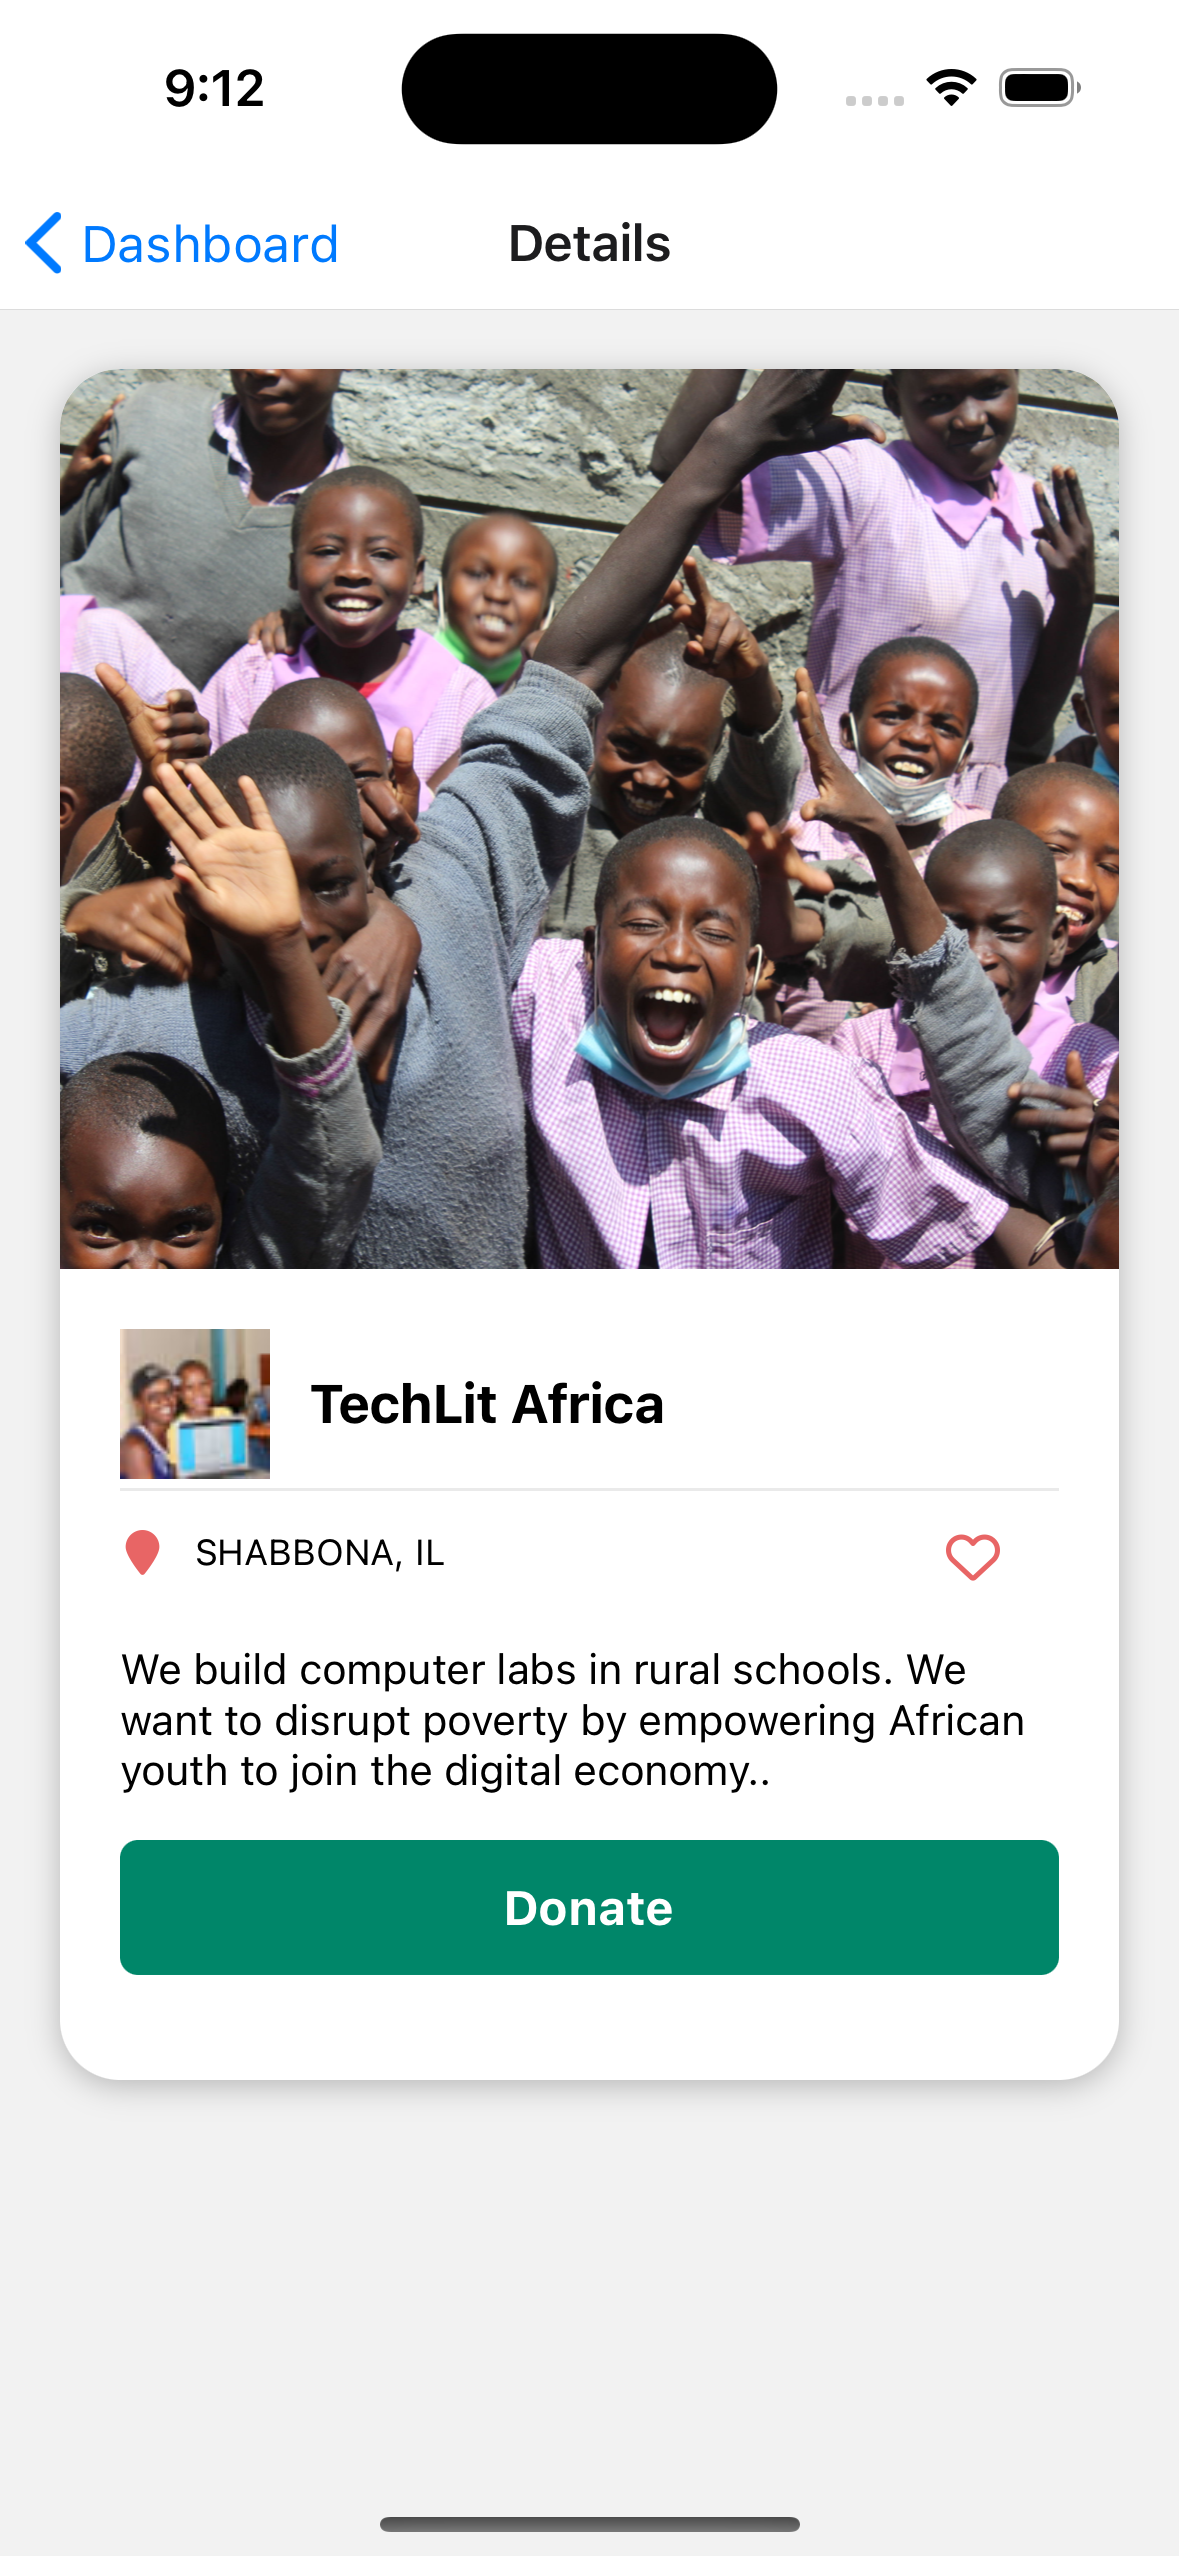 9:12
Dashboard
Details
TechLit Africa
SHABBONA, IL
We build computer labs in rural schools. We
want to disrupt poverty by empowering African
youth to join the digital economy..
Donate